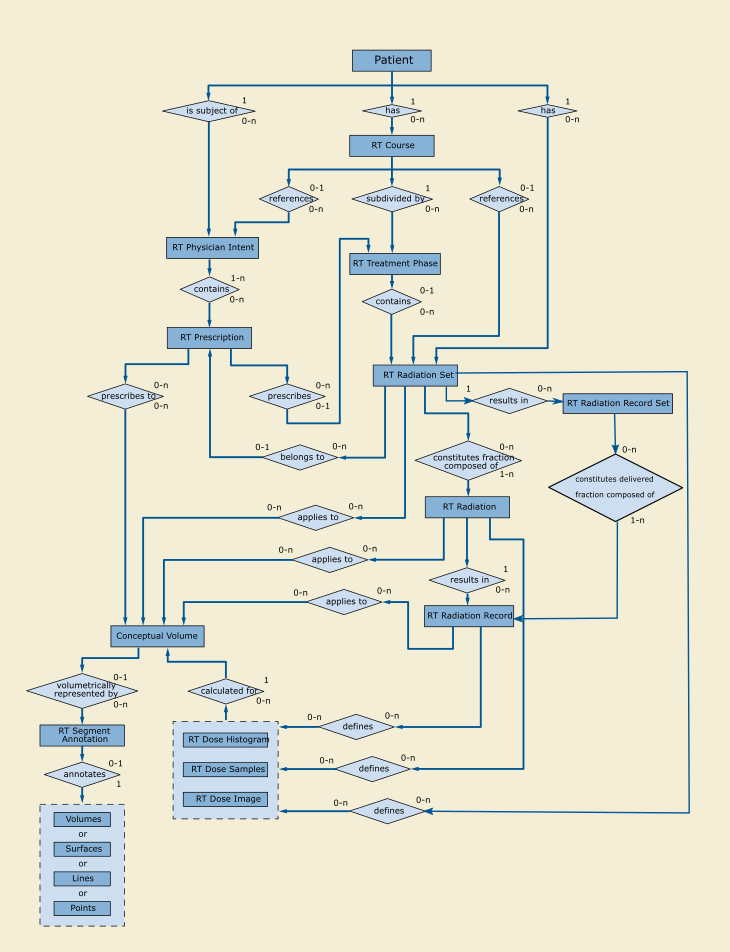 Patient
is subject of
1
0-n
has
1
0-n
has
1
0-n
RT Course
references
0-1
0-n
subdivided by
1
0-n
references
0-1
0-n
RT Physician Intent
RT Treatment Phase
contains
1-n
0-n
contains
0-1
0-n
RT Prescription
RT Radiation Set
prescribes to
0-n
0-n
prescribes
0-n
0-1
1
results in
0-n
RT Radiation Record Set
0-1
belongs to
0-n
constitutes fraction
composed of
0-n
1-n
0-n
constitutes delivered
fraction composed of
1-n
RT Radiation
0-n
applies to
0-n
0-n
applies to
0-n
results in
1
0-n
0-n
applies to
0-n
RT Radiation Record
Conceptual Volume
volumetrically
represented by
0-1
0-n
calculated for
1
0-n
RT Segment
Annotation
RT Dose Histogram
0-n
defines
0-n
annotates
0-1
1
RT Dose Samples
0-n
defines
0-n
RT Dose Image
0-n
defines
0-n
Volumes
or
Surfaces
or
Lines
or
Points